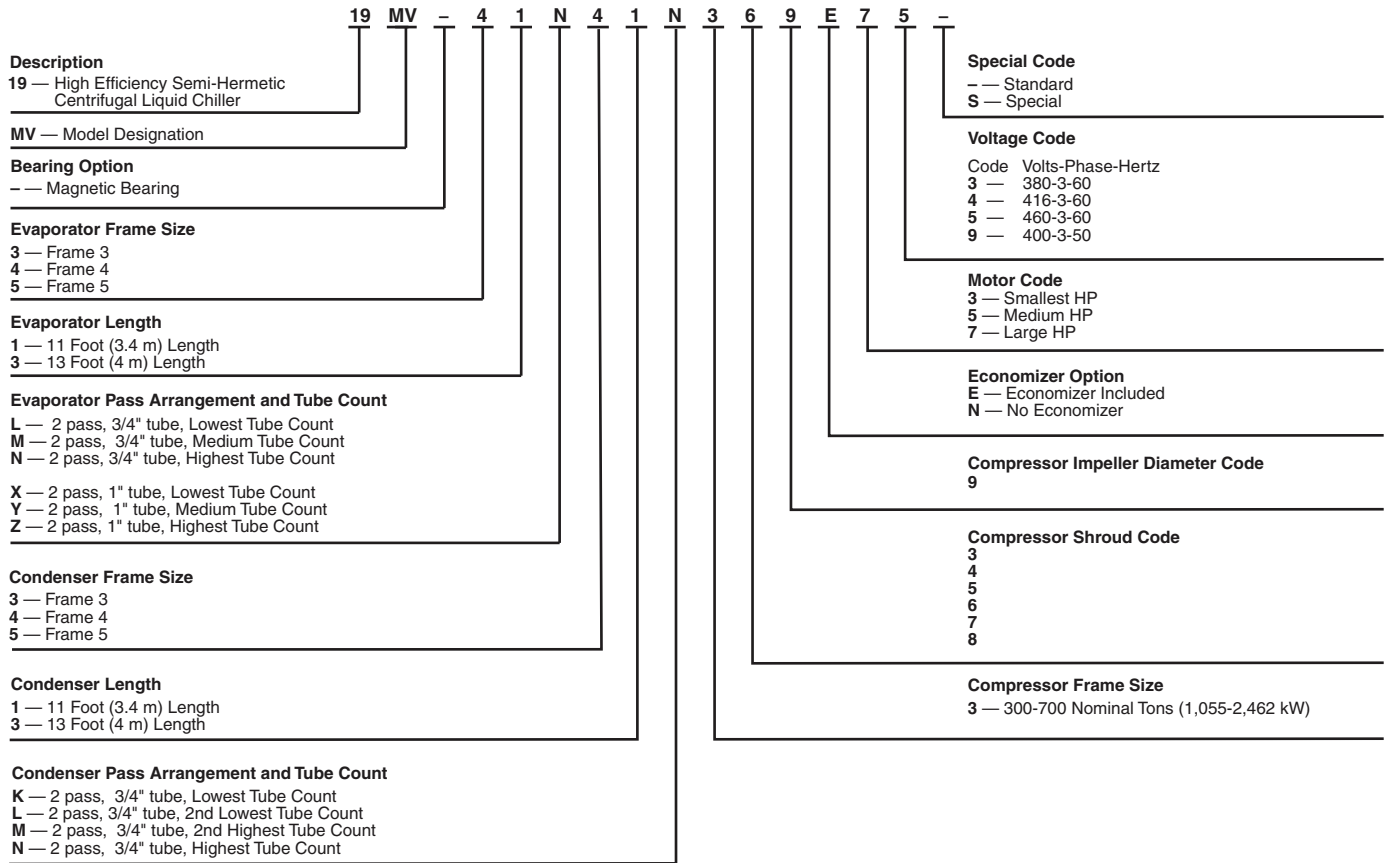 19 MV – 4 1 N 4 1 N 3 6 9 E 7 5 –
Description
19 — High Efficiency Semi-Hermetic
Centrifugal Liquid Chiller
MV — Model Designation
Bearing Option
– — Magnetic Bearing
Evaporator Frame Size
3 — Frame 3
4 — Frame 4
5 — Frame 5
Evaporator Length
1 — 11 Foot (3.4 m) Length
3 — 13 Foot (4 m) Length
Evaporator Pass Arrangement and Tube Count
L — 2 pass, 3/4" tube, Lowest Tube Count
M — 2 pass, 3/4" tube, Medium Tube Count
N — 2 pass, 3/4" tube, Highest Tube Count
X — 2 pass, 1" tube, Lowest Tube Count
Y — 2 pass, 1" tube, Medium Tube Count
Z — 2 pass, 1" tube, Highest Tube Count
Condenser Frame Size
3 — Frame 3
4 — Frame 4
5 — Frame 5
Condenser Length
1 — 11 Foot (3.4 m) Length
3 — 13 Foot (4 m) Length
Condenser Pass Arrangement and Tube Count
K — 2 pass, 3/4" tube, Lowest Tube Count
L — 2 pass, 3/4" tube, 2nd Lowest Tube Count
M — 2 pass, 3/4" tube, 2nd Highest Tube Count
N — 2 pass, 3/4" tube, Highest Tube Count
Special Code
– — Standard
S — Special
Voltage Code
Code Volts-Phase-Hertz
3 — 380-3-60
4 — 416-3-60
5 — 460-3-60
9 — 400-3-50
Motor Code
3 — Smallest HP
5 — Medium HP
7 — Large HP
Economizer Option
E — Economizer Included
N — No Economizer
Compressor Impeller Diameter Code
9
Compressor Shroud Code
3
4
5
6
7
8
Compressor Frame Size
3 — 300-700 Nominal Tons (1,055-2,462 kW)